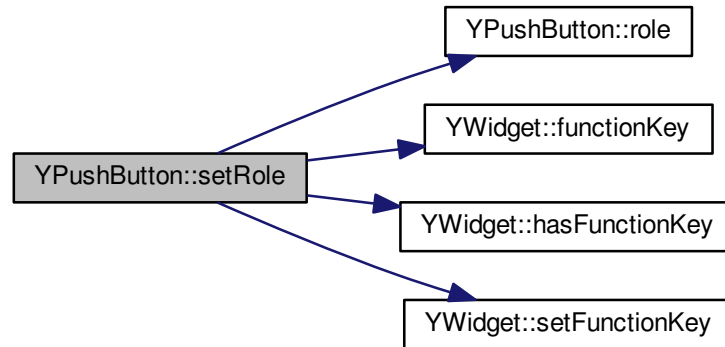 YPushButton::role
YWidget::functionKey
YPushButton::setRole
YWidget::hasFunctionKey
YWidget::setFunctionKey